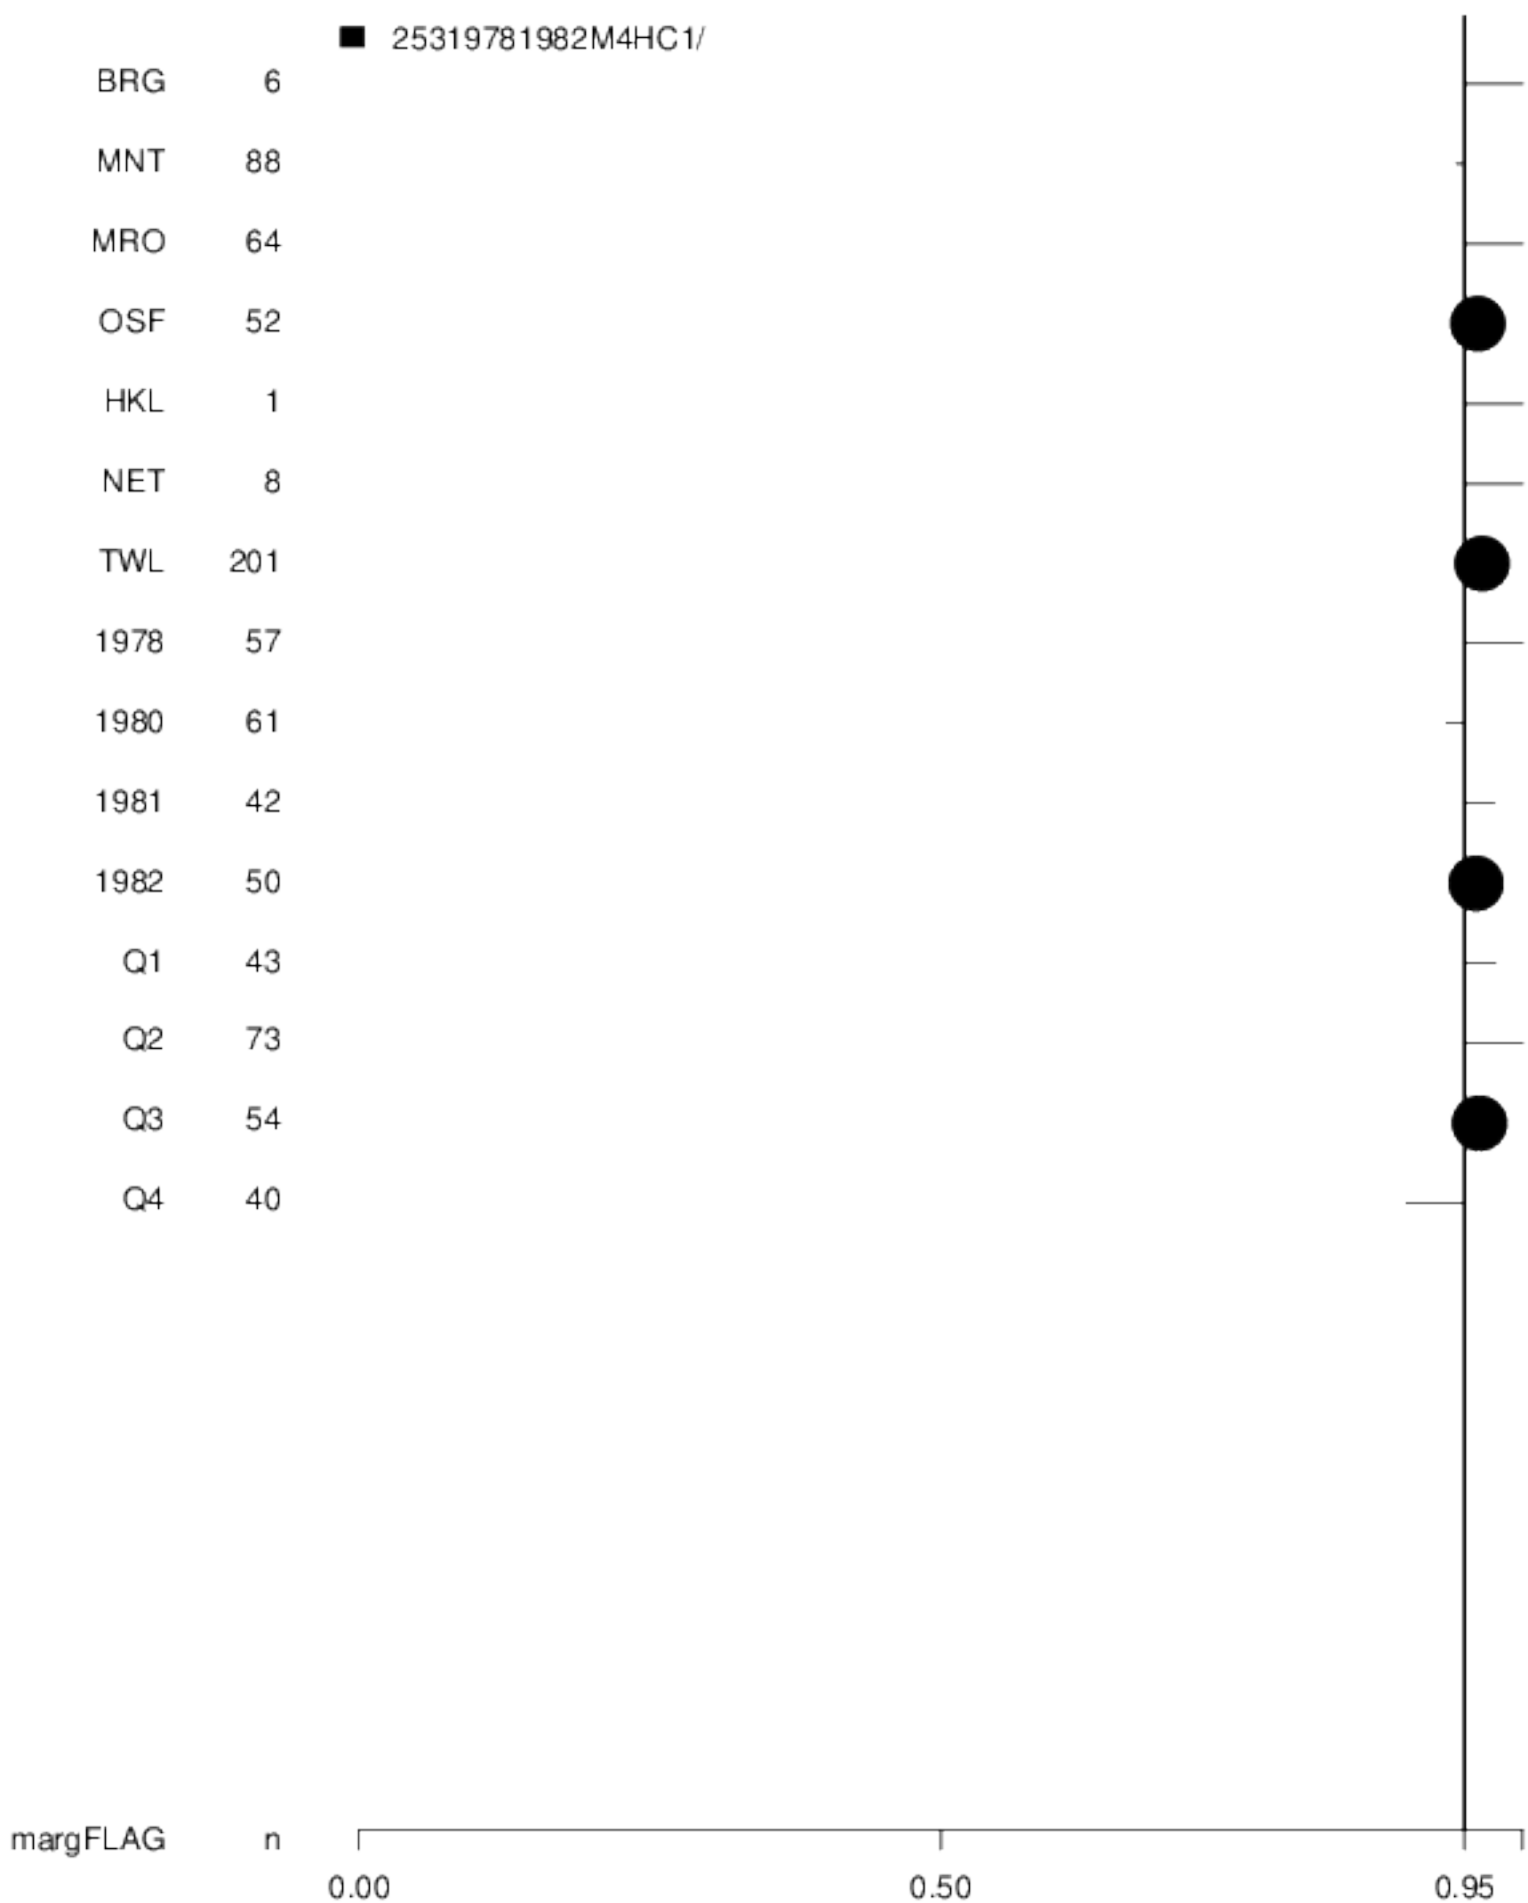 25319781982M4HC1/
BRG 6
MNT 88
MRO 64
OSF 52
HKL 1
NET 8
TWL 201
1978 57
1980 61
1981 42
1982 50
Q1 43
Q2 73
Q3 54
Q4 40
margFLAG n
0.00 0.50 0.95